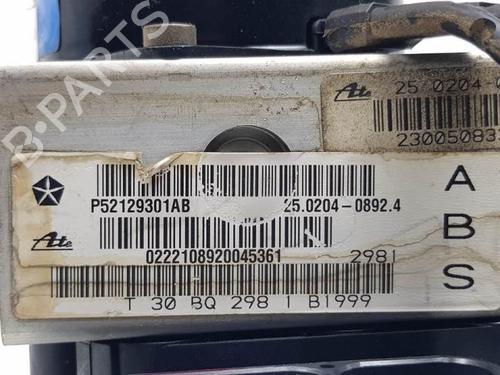 B-PARTS
Ate
25 0204
23005083
P52129301AB
25.0204-0892.4
A
Ate
0222108920045361
2981
B
T 30 BQ 298 1 B1999
S